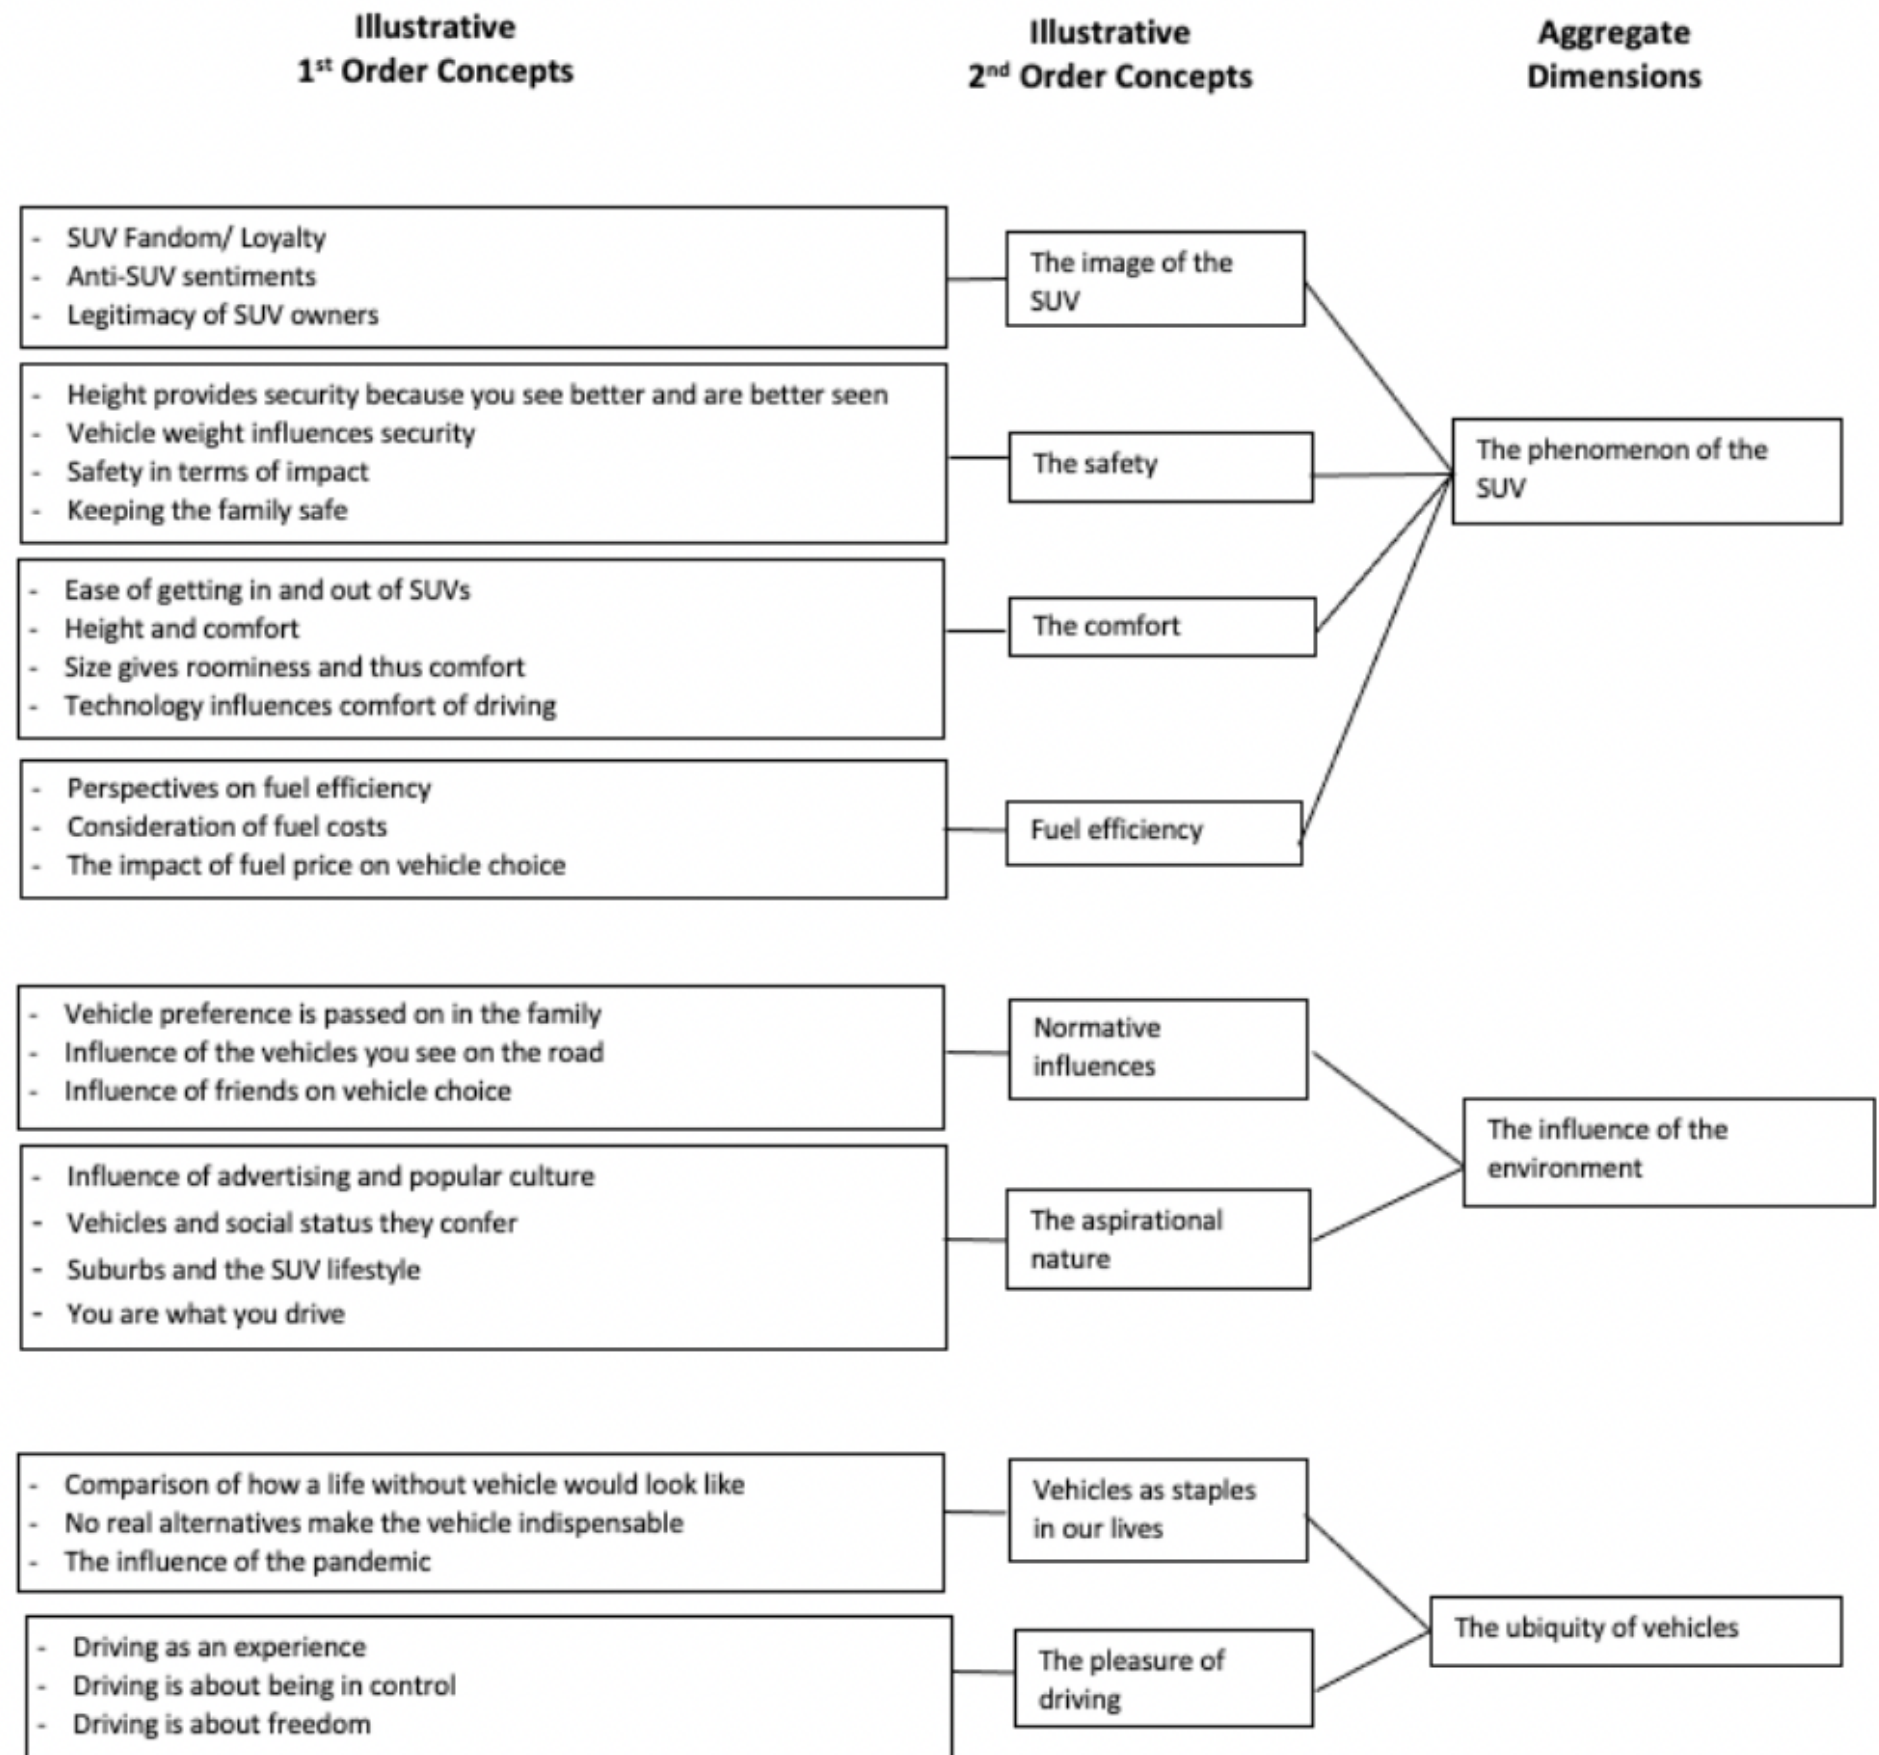 Illustrative
1st Order Concepts
Illustrative
2nd Order Concepts
Aggregate
Dimensions
- SUV Fandom/ Loyalty
- Anti-SUV sentiments
- Legitimacy of SUV owners
The image of the
SUV
- Height provides security because you see better and are better seen
- Vehicle weight influences security
- Safety in terms of impact
- Keeping the family safe
The safety
The phenomenon of the
SUV
- Ease of getting in and out of SUVs
- Height and comfort
- Size gives roominess and thus comfort
- Technology influences comfort of driving
The comfort
- Perspectives on fuel efficiency
- Consideration of fuel costs
- The impact of fuel price on vehicle choice
Fuel efficiency
- Vehicle preference is passed on in the family
- Influence of the vehicles you see on the road
- Influence of friends on vehicle choice
Normative
influences
The influence of the
environment
- Influence of advertising and popular culture
- Vehicles and social status they confer
- Suburbs and the SUV lifestyle
- You are what you drive
The aspirational
nature
- Comparison of how a life without vehicle would look like
- No real alternatives make the vehicle indispensable
- The influence of the pandemic
Vehicles as staples
in our lives
The ubiquity of vehicles
- Driving as an experience
- Driving is about being in control
- Driving is about freedom
The pleasure of
driving